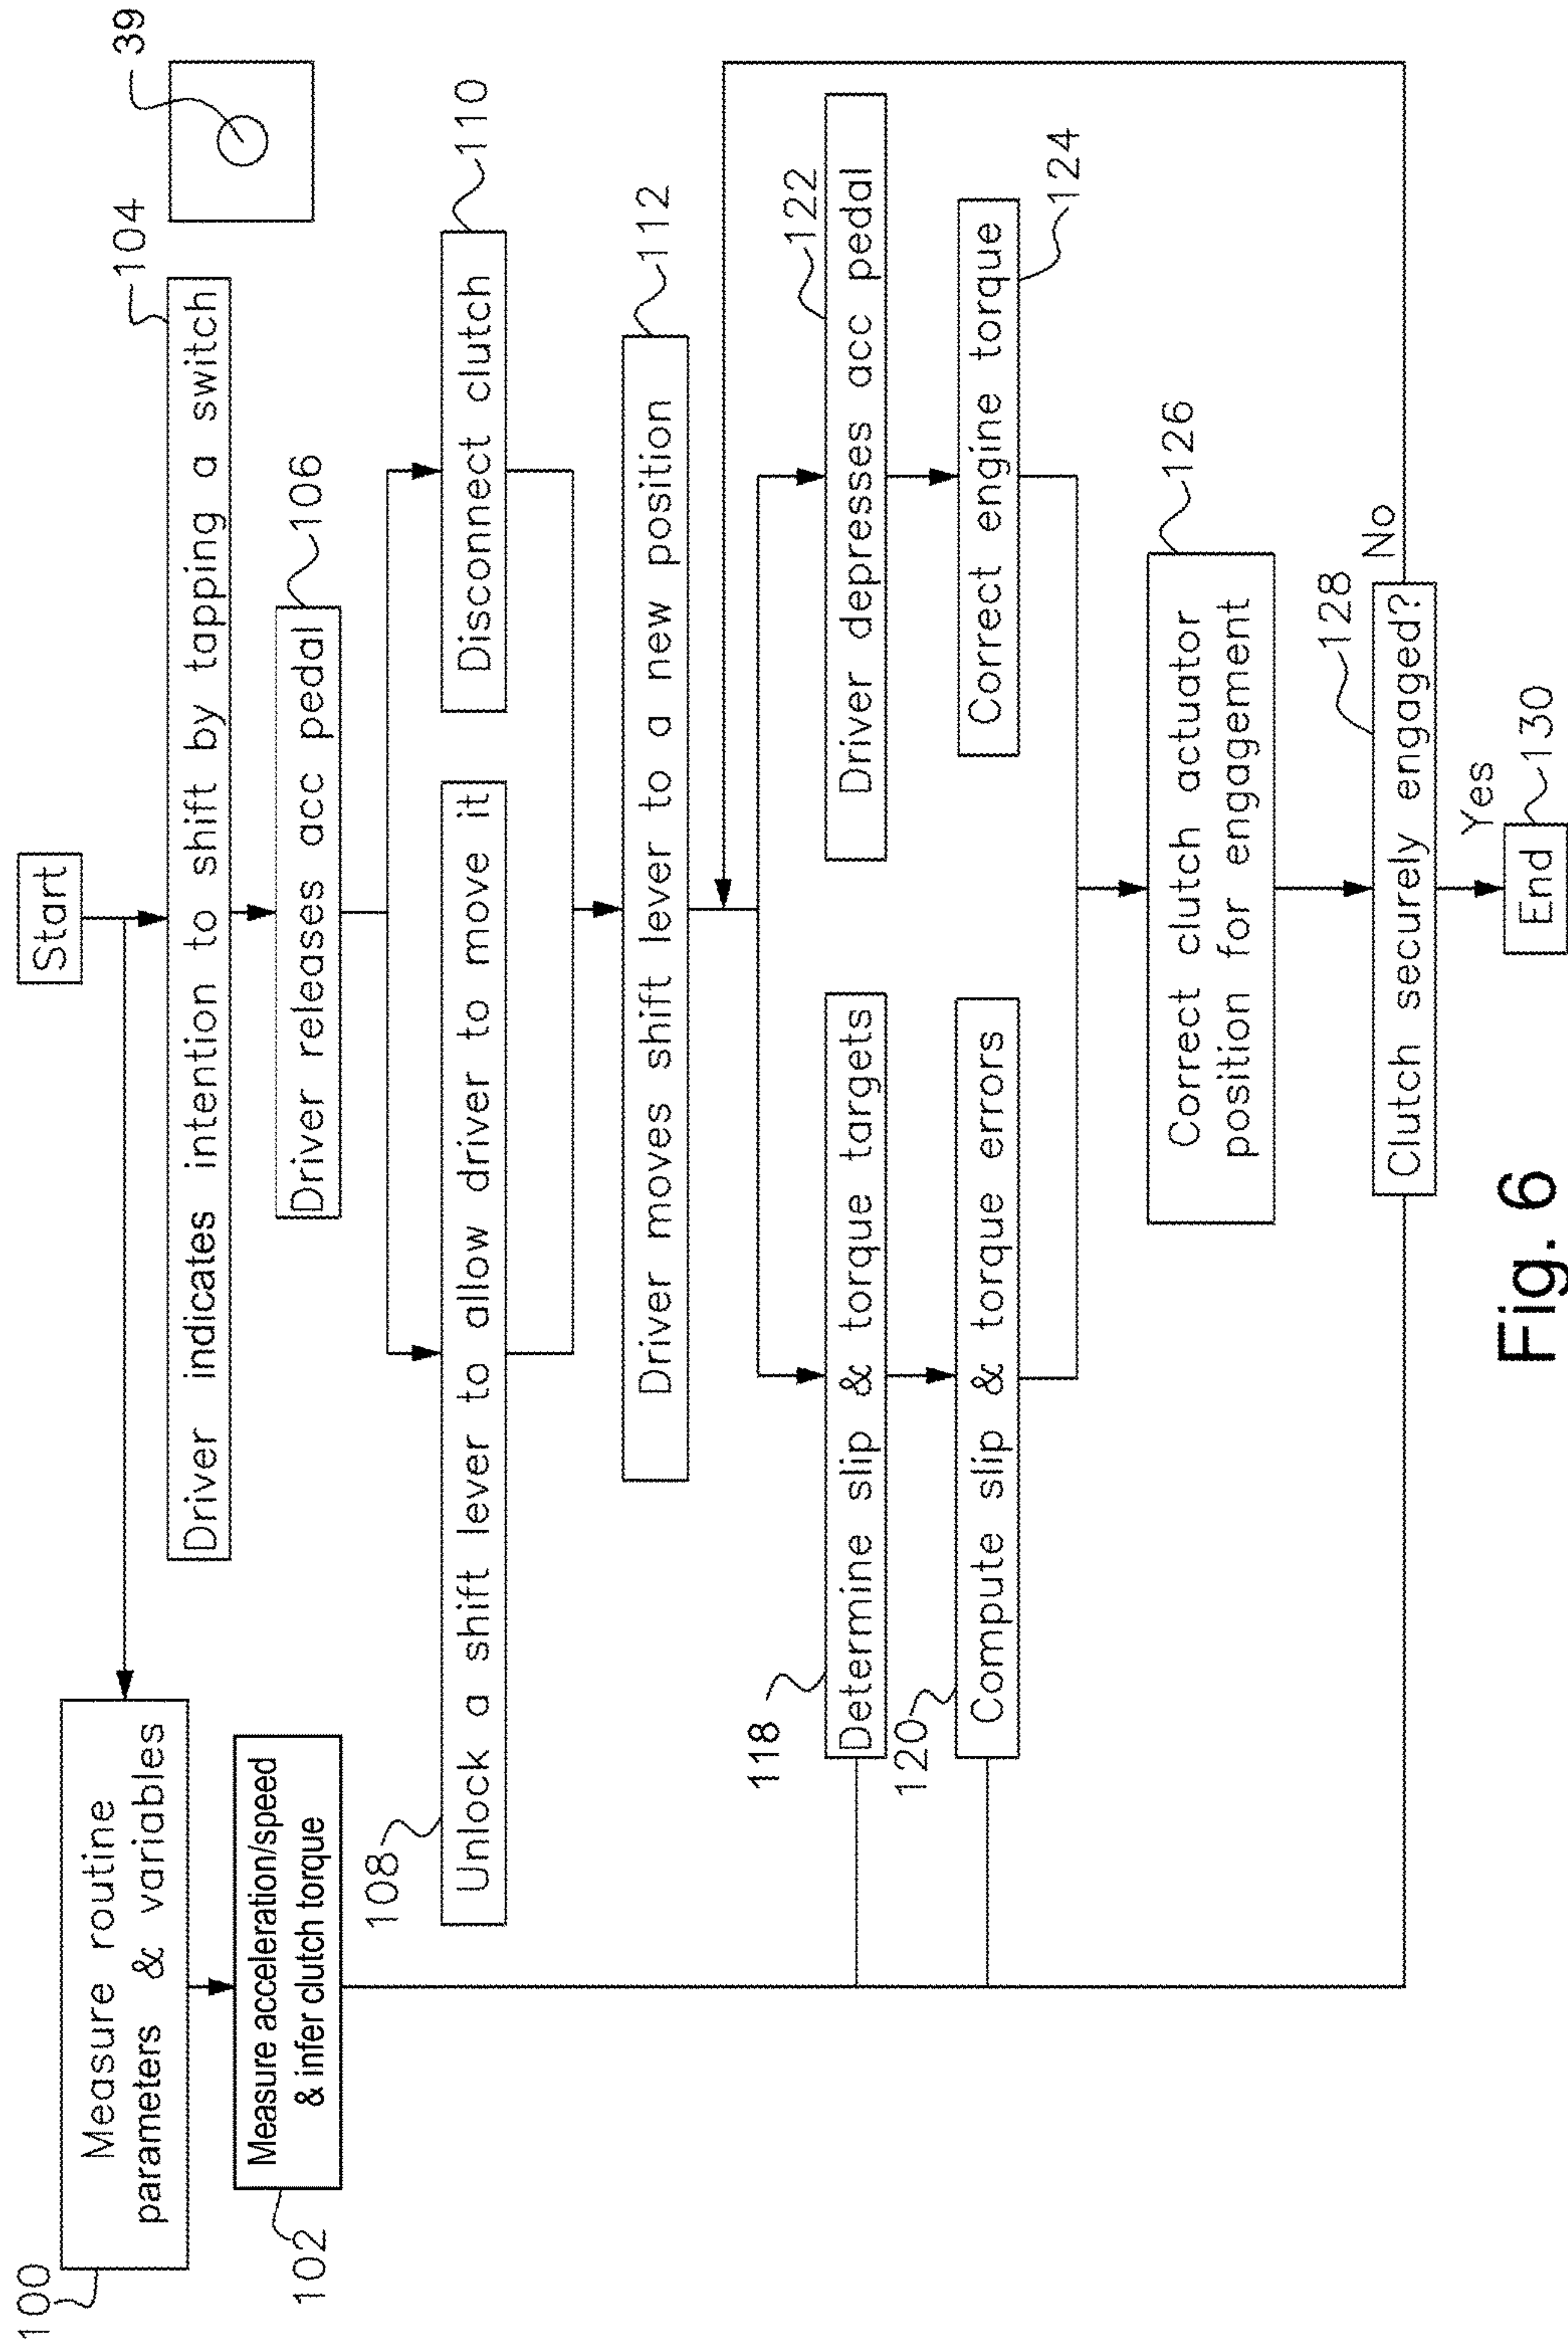 Start
100
Measure routine
parameters & variables
104
39
Driver indicates intention to shift by tapping a switch
102
Measure acceleration/speed
& infer clutch torque
106
Driver releases acc pedal
108
110
Unlock a shift lever to allow driver to move it
Disconnect clutch
112
Driver moves shift lever to a new position
118
122
Determine slip & torque targets
Driver depresses acc pedal
120
124
Compute slip & torque errors
Correct engine torque
126
Correct clutch actuator
position for engagement
128
No
Clutch securely engaged?
Yes
130
End
Fig. 6